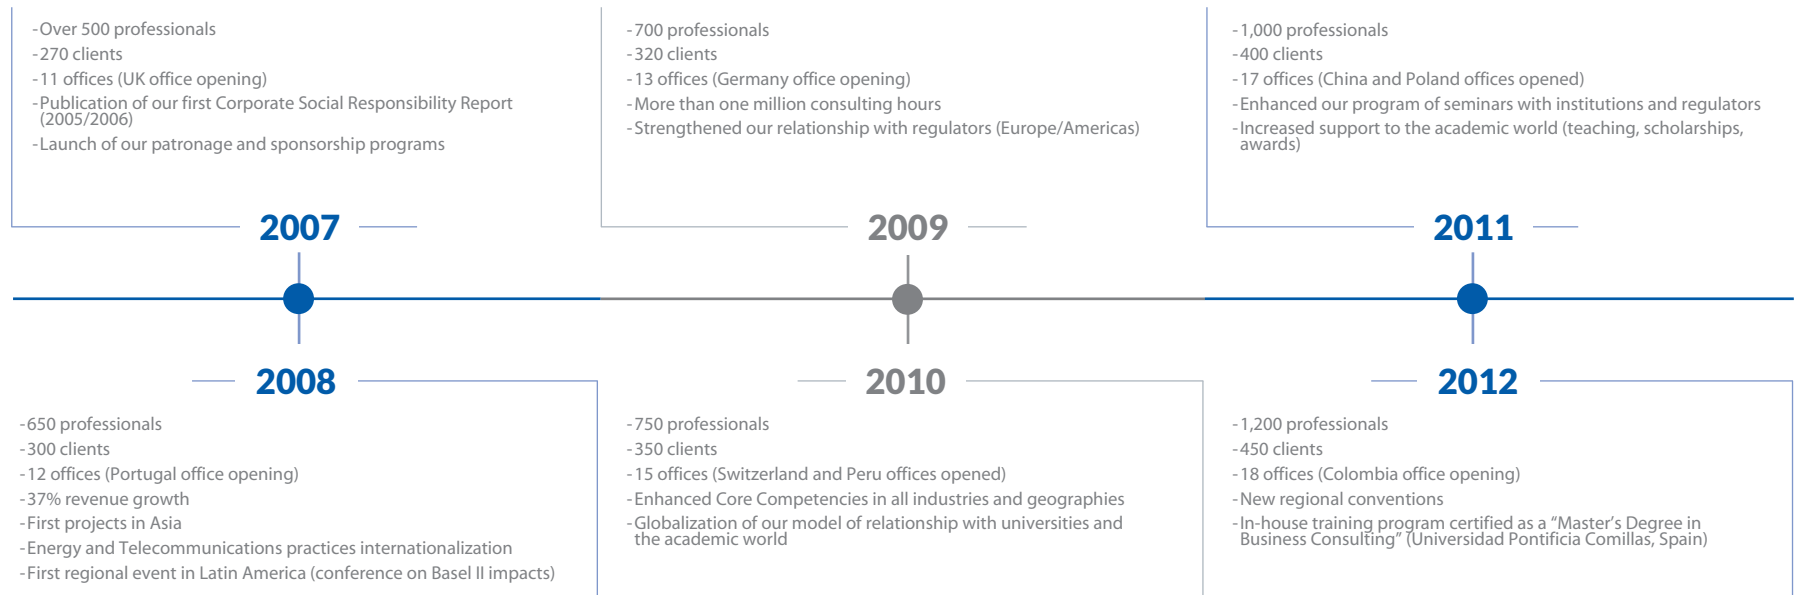 -Over 500 professionals
-270 clients
-11 offices (UK office opening)
-Publication of our first Corporate Social Responsibility Report
(2005/2006)
-Launch of our patronage and sponsorship programs
2007
-700 professionals
-320 clients
-13 offices (Germany office opening)
-More than one million consulting hours
-Strengthened our relationship with regulators (Europe/Americas)
2009
-1,000 professionals
-400 clients
-17 offices (China and Poland offices opened)
-Enhanced our program of seminars with institutions and regulators
-Increased support to the academic world (teaching, scholarships,
awards)
2011
2008
-650 professionals
-300 clients
-12 offices (Portugal office opening)
-37% revenue growth
-First projects in Asia
-Energy and Telecommunications practices internationalization
-First regional event in Latin America (conference on Basel II impacts)
2010
-750 professionals
-350 clients
-15 offices (Switzerland and Peru offices opened)
-Enhanced Core Competencies in all industries and geographies
-Globalization of our model of relationship with universities and
the academic world
2012
-1,200 professionals
-450 clients
-18 offices (Colombia office opening)
-New regional conventions
-In-house training program certified as a “Master’s Degree in
Business Consulting” (Universidad Pontificia Comillas, Spain)